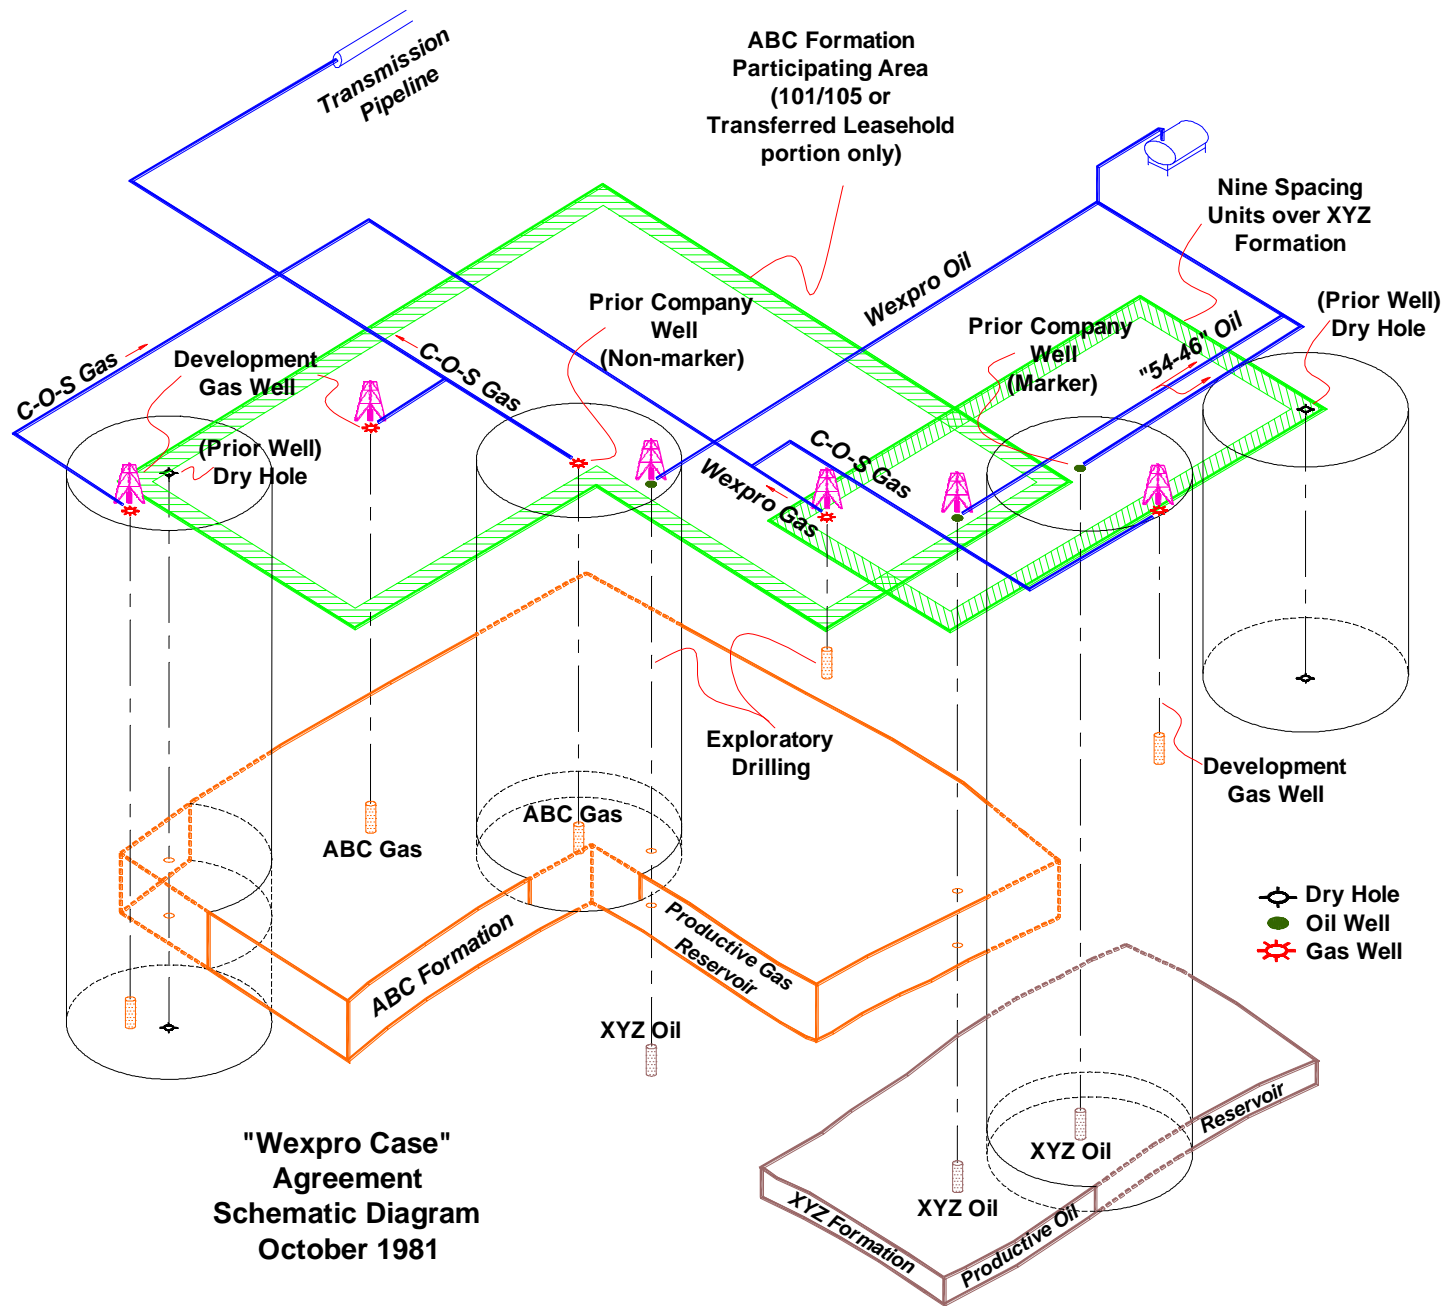 Transmission
Pipeline
ABC Formation
Participating Area
(101/105 or
Transferred Leasehold
portion only)
Nine Spacing
Units over XYZ
Formation
Wexpro Oil
(Prior Well)
Dry Hole
Prior Company
Well
(Non-marker)
Prior Company
Well
(Marker)
"54-46" Oil
C-O-S Gas
Development
Gas Well
C-O-S Gas
(Prior Well)
Dry Hole
C-O-S Gas
Wexpro Gas
Exploratory
Drilling
Development
Gas Well
ABC Gas
ABC Gas
Dry Hole
Oil Well
Gas Well
ABC Formation
Productive Gas
Reservoir
XYZ Oil
XYZ Oil
XYZ Oil
Reservoir
XYZ Formation
Productive Oil
"Wexpro Case"
Agreement
Schematic Diagram
October 1981